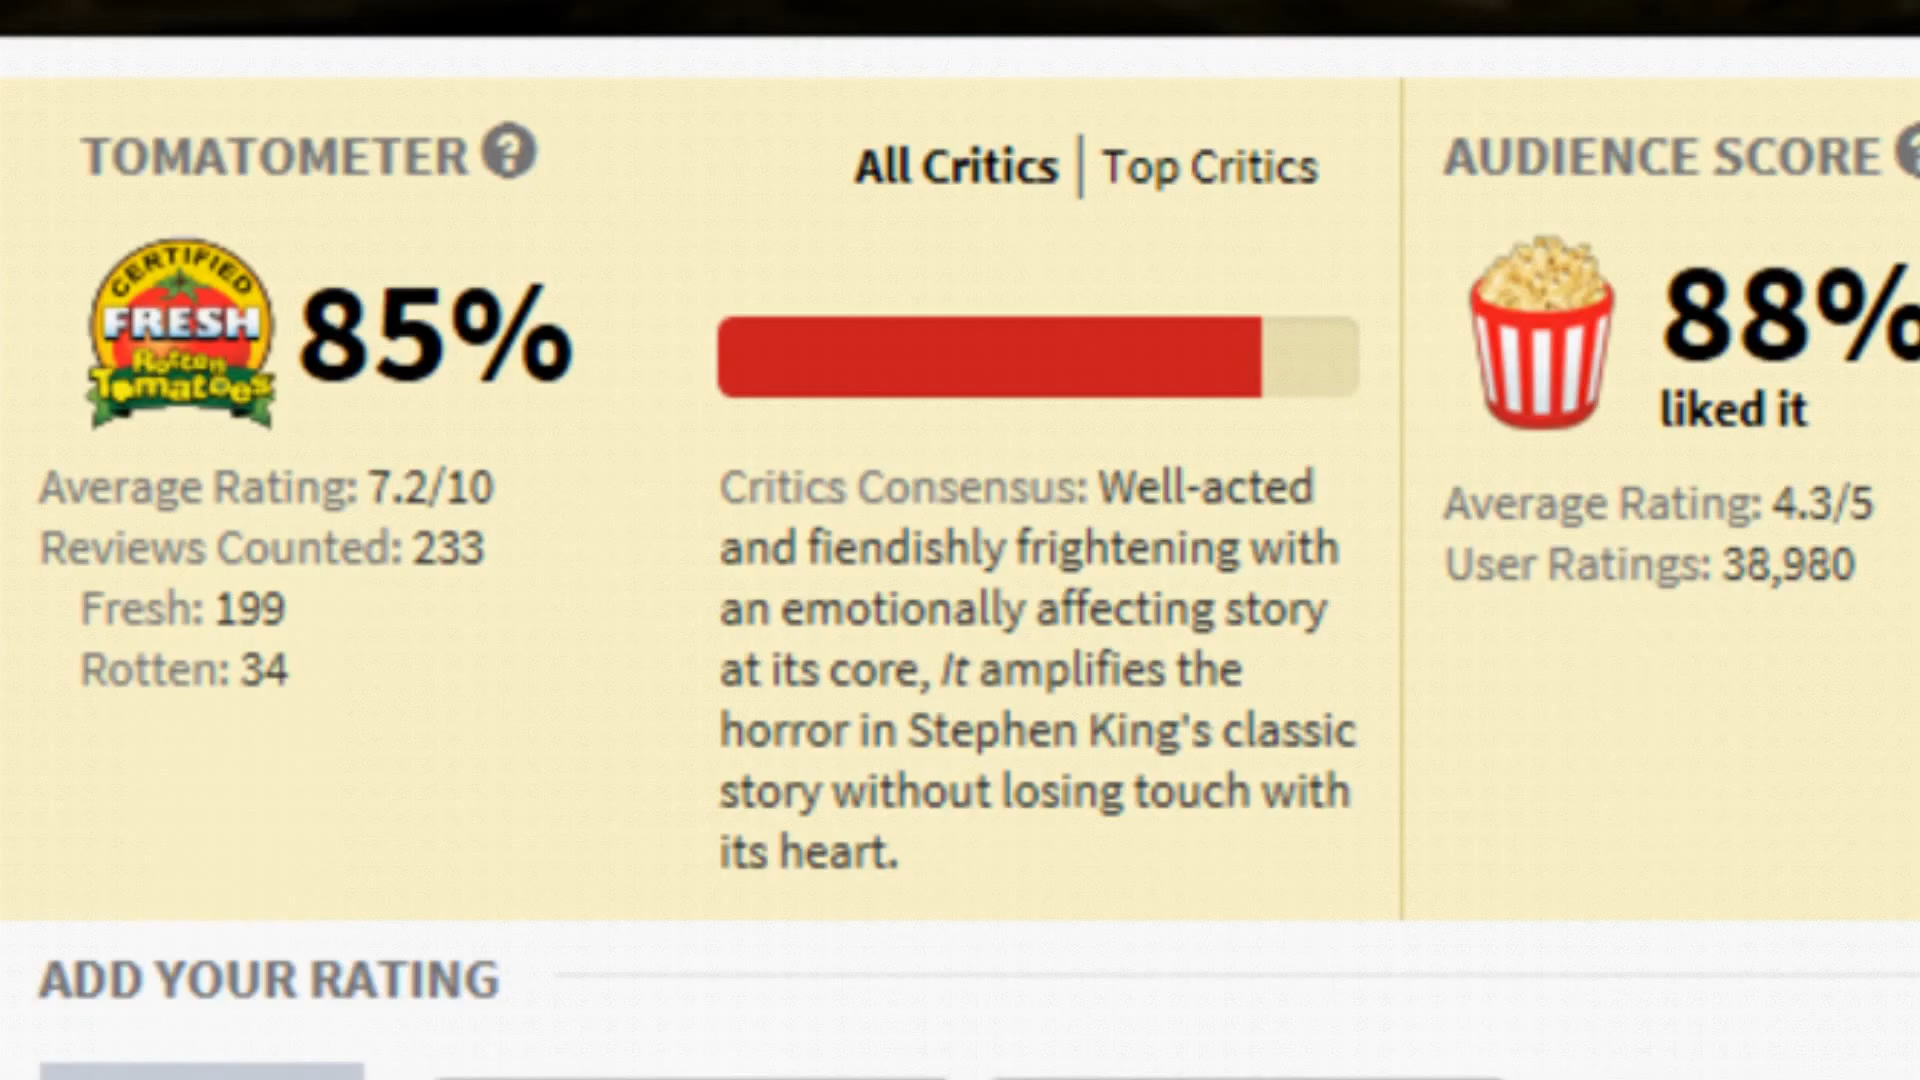 TOMATOMETER ?
All Critics | Top Critics
CERTIFIED
FRESH
Rotten
Tomatoes
85%
Average Rating: 7.2/10
Reviews Counted: 233
Fresh: 199
Rotten: 34
Critics Consensus: Well-acted
and fiendishly frightening with
an emotionally affecting story
at its core, It amplifies the
horror in Stephen King's classic
story without losing touch with
its heart.
AUDIENCE SCORE
88%
liked it
Average Rating: 4.3/5
User Ratings: 38,980
ADD YOUR RATING